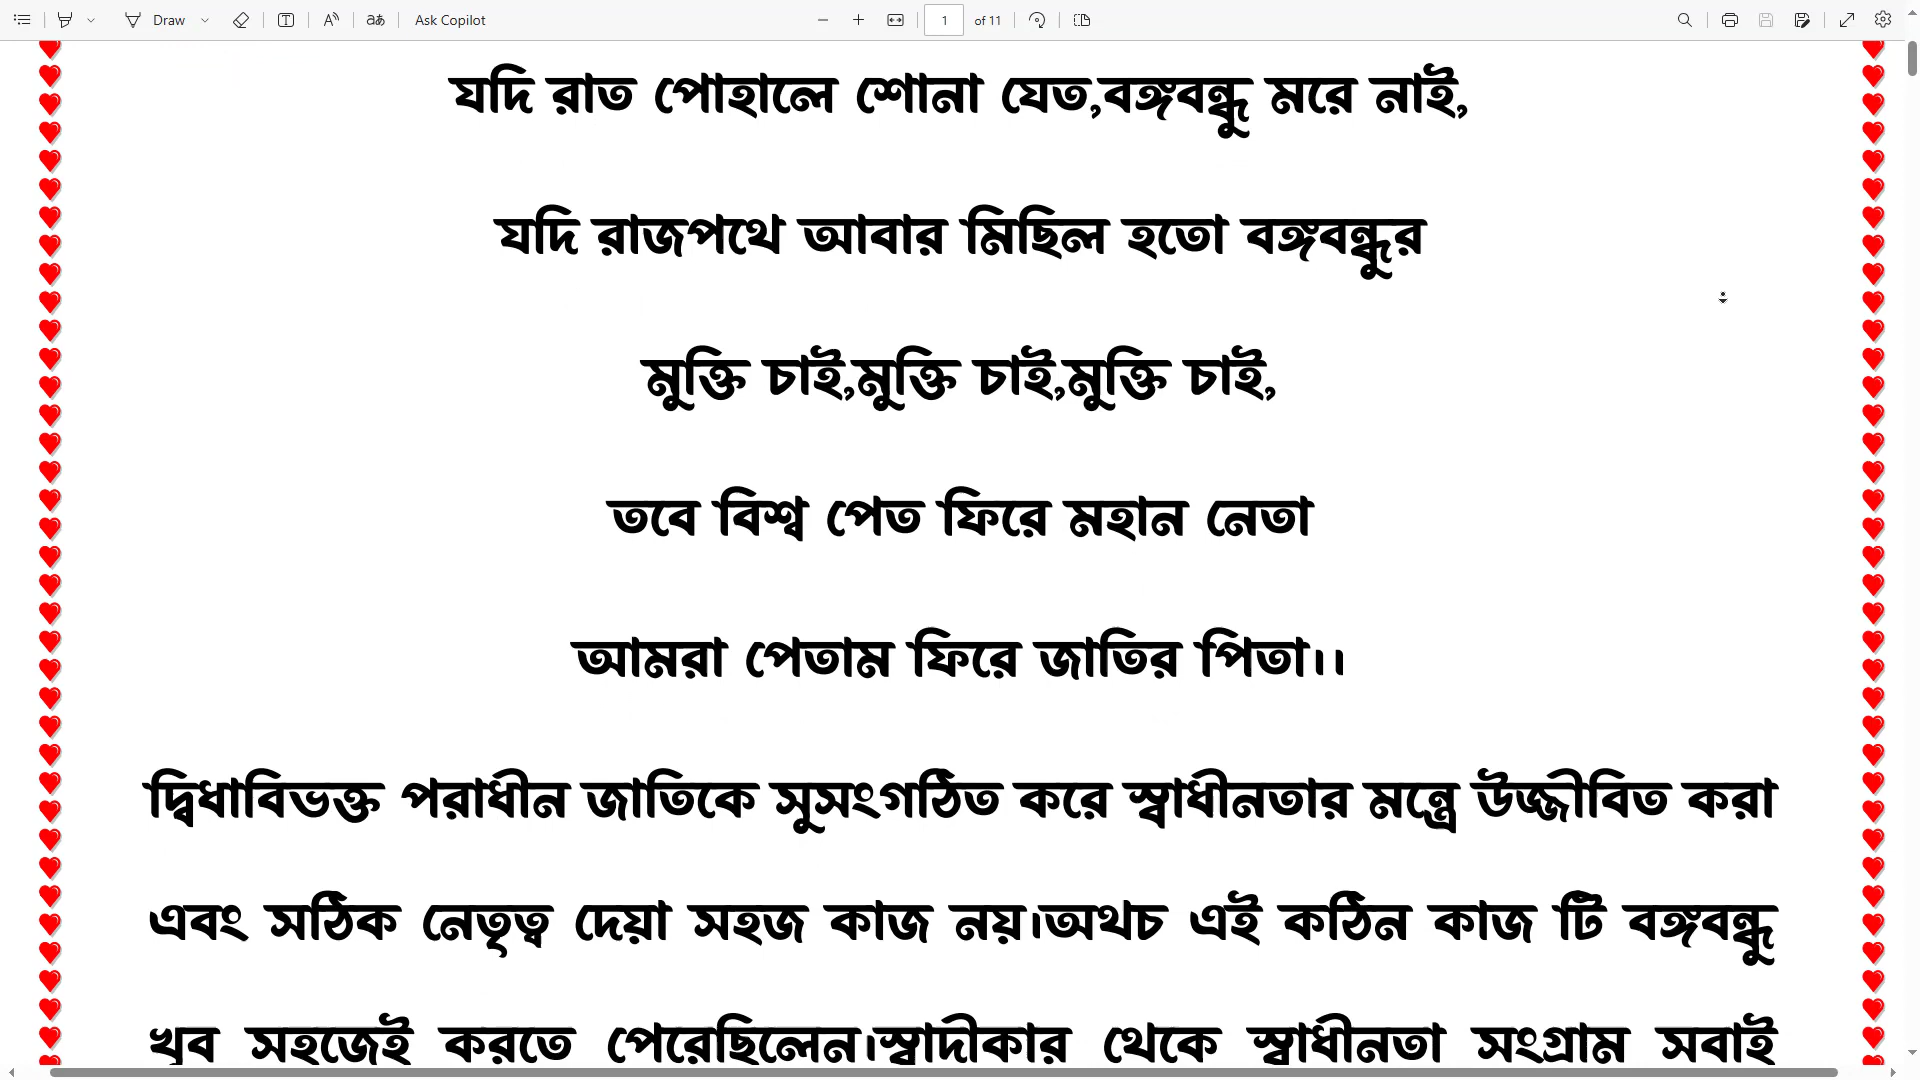 Draw
Ask Copilot
1 of 11
যদি রাত পোহালে শোনা যেত,বঙ্গবন্ধু মরে নাই,
যদি রাজপথে আবার মিছিল হতো বঙ্গবন্ধুর
মুক্তি চাই,মুক্তি চাই,মুক্তি চাই,
তবে বিশ্ব পেত ফিরে মহান নেতা
আমরা পেতাম ফিরে জাতির পিতা।।
দ্বিধাবিভক্ত পরাধীন জাতিকে সুসংগঠিত করে স্বাধীনতার মন্ত্রে উজ্জীবিত করা
এবং সঠিক নেতৃত্ব দেয়া সহজ কাজ নয়।অথচ এই কঠিন কাজ টি বঙ্গবন্ধু
খুব সহজেই করতে পেরেছিলেন।স্বাদীকার থেকে স্বাধীনতা সংগ্রাম সবাই